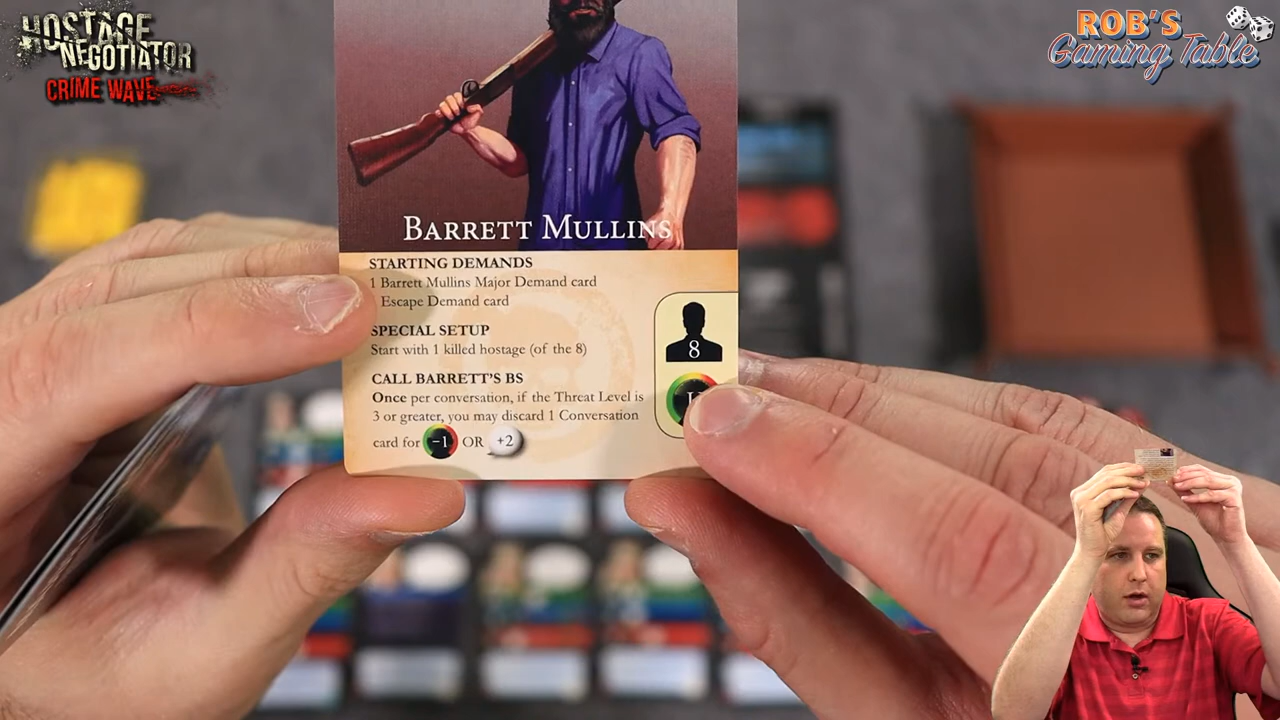 HOSTAGE
NEGOTIATOR
CRIME WAVE
ROB'S
Gaming Table
BARRETT MULLINS
STARTING DEMANDS
1 Barrett Mullins Major Demand card
Escape Demand card
SPECIAL SETUP
Start with 1 killed hostage (of the 8)
CALL BARRETT'S BS
Once per conversation, if the Threat Level is
3 or greater, you may discard 1 Conversation
card for -1 OR +2
8